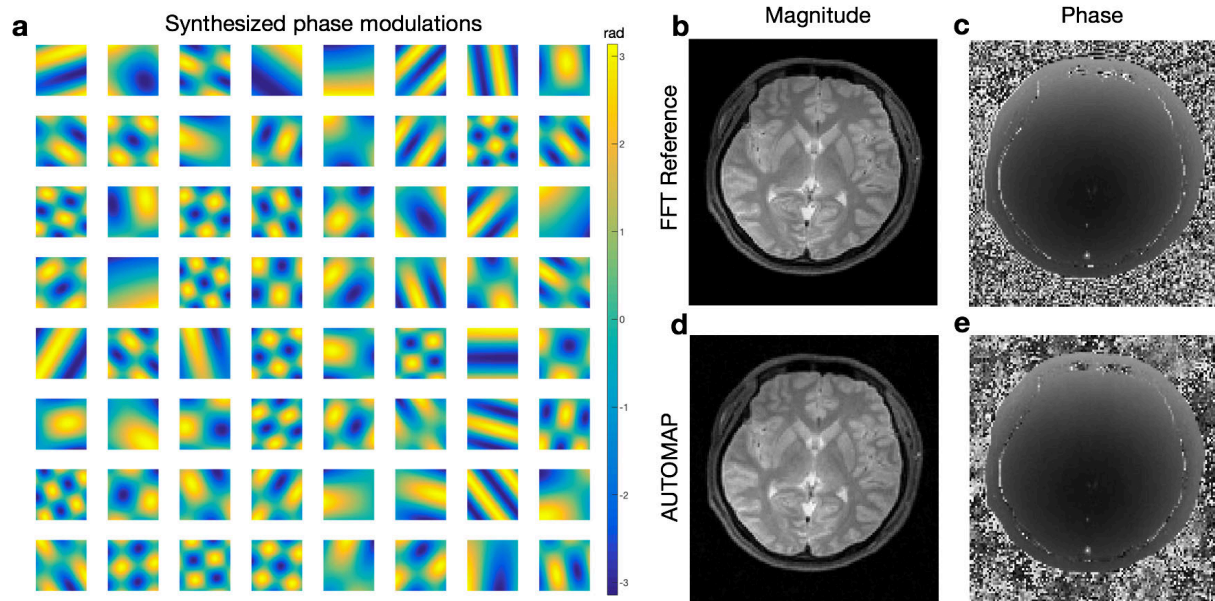 a
Synthesized phase modulations
rad
3
2
1
0
-1
-2
-3
b
Magnitude
c
Phase
FFT Reference
d
e
AUTOMAP